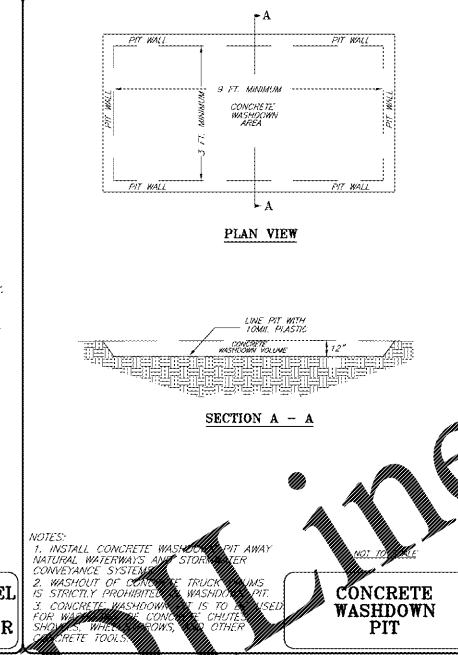 A
PIT WALL PIT WALL
9 FT. MINIMUM
3 FT. MINIMUM
PIT WALL
CONCRETE
WASHDOWN
AREA
PIT WALL
PIT WALL PIT WALL
A
PLAN VIEW
LINE PIT WITH
10MIL PLASTIC
CONCRETE
WASHDOWN VOLUME
12"
SECTION A - A
NOTES:
1. INSTALL CONCRETE WASHDOWN PIT AWAY
NATURAL WATERWAYS AND STORMWATER
CONVEYANCE SYSTEMS.
2. WASHOUT OF CONCRETE TRUCK DRUMS
IS STRICTLY PROHIBITED IN WASHDOWN PIT.
3. CONCRETE WASHDOWN PIT IS TO BE USED
FOR WASHDOWN OF CONCRETE CHUTES,
SHOVELS, WHEELBARROWS, AND OTHER
CONCRETE TOOLS.
NOT TO SCALE
CONCRETE
WASHDOWN
PIT
EL
R
Line